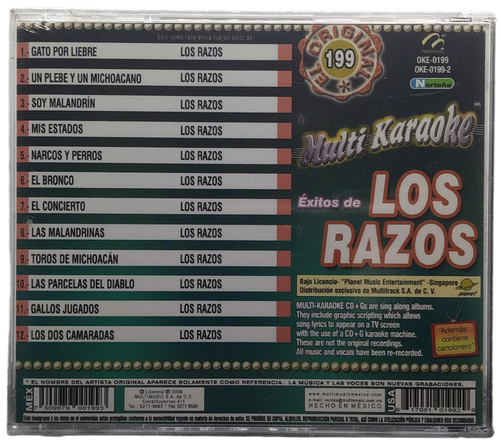 Sólo como referencia fueron éxito de
1.- GATO POR LIEBRE LOS RAZOS
2.- UN PLEBE Y UN MICHOACANO LOS RAZOS
3.- SOY MALANDRÍN LOS RAZOS
4.- MIS ESTADOS LOS RAZOS
5.- NARCOS Y PERROS LOS RAZOS
6.- EL BRONCO LOS RAZOS
7.- EL CONCIERTO LOS RAZOS
8.- LAS MALANDRINAS LOS RAZOS
9.- TOROS DE MICHOACÁN LOS RAZOS
10.- LAS PARCELAS DEL DIABLO LOS RAZOS
11.- GALLOS JUGADOS LOS RAZOS
12.- LOS DOS CAMARADAS LOS RAZOS
EL ORIGINAL
199
OKE-0199
OKE-0199-2
Norteño
Multi Karaoke
Éxitos de LOS
RAZOS
Bajo Licencia- "Planet Music Entertainment" -Singapore
Distribución exclusiva de Multitrack S.A. de C. V.
MULTI-KARAOKE CD + Gs are sing along albums.
They include graphic scripting which allows
song lyrics to appear on a TV screen
with the use of a CD + G karaoke machine.
These are not the original recordings.
All music and vocals have been re-recorded.
"Además
contiene
cancionero"
* EL NOMBRE DEL ARTISTA ORIGINAL APARECE SOLAMENTE COMO REFERENCIA. LA MÚSICA Y LAS VOCES SON NUEVAS GRABACIONES.
MEX
7 509979 001993
MULTIMUSIC S.A. de C.V.
HECHO EN MÉXICO
USA